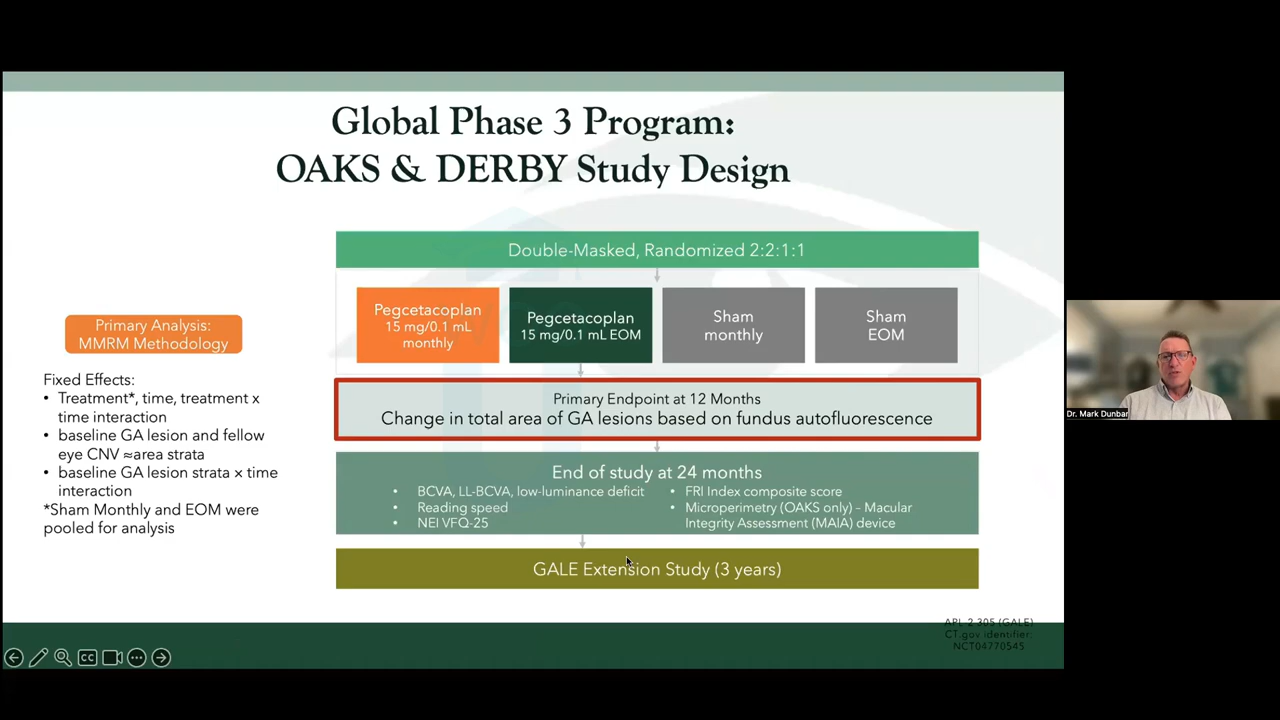 Global Phase 3 Program:
OAKS & DERBY Study Design
Double-Masked, Randomized 2:2:1:1
Pegcetacoplan
15 mg/0.1 mL
monthly
Pegcetacoplan
15 mg/0.1 mL EOM
Sham
monthly
Sham
EOM
Primary Analysis:
MMRM Methodology
Fixed Effects:
• Treatment*, time, treatment x
time interaction
• baseline GA lesion and fellow
eye CNV ≈area strata
• baseline GA lesion strata x time
interaction
*Sham Monthly and EOM were
pooled for analysis
Primary Endpoint at 12 Months
Change in total area of GA lesions based on fundus autofluorescence
End of study at 24 months
• BCVA, LL-BCVA, low-luminance deficit
• Reading speed
• NEI VFQ-25
• FRI Index composite score
• Microperimetry (OAKS only) – Macular
Integrity Assessment (MAIA) device
GALE Extension Study (3 years)
APL 2 305 (GALE)
CT.gov identifier:
NCT04770545
CC
Dr. Mark Dunbar